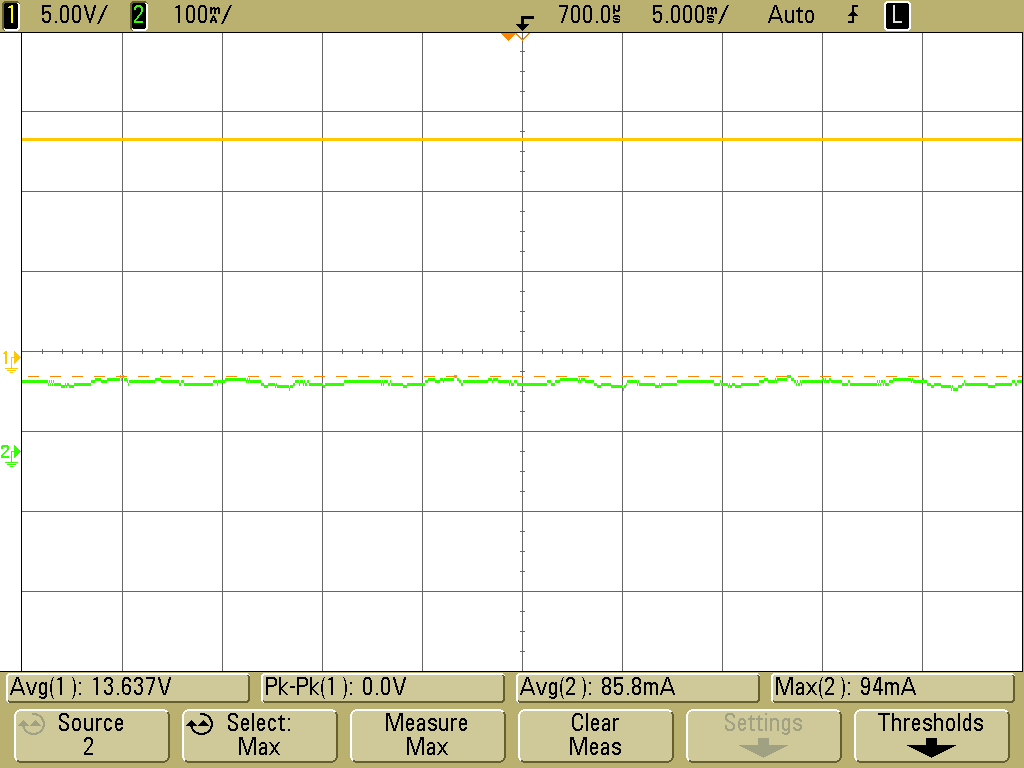 1 5.00V/ 2 100mA/ 700.0µs 5.000ms/ Auto L
1
2
Avg(1): 13.637V Pk-Pk(1): 0.0V Avg(2): 85.8mA Max(2): 94mA
Source Select: Measure Clear Settings Thresholds
2 Max Max Meas